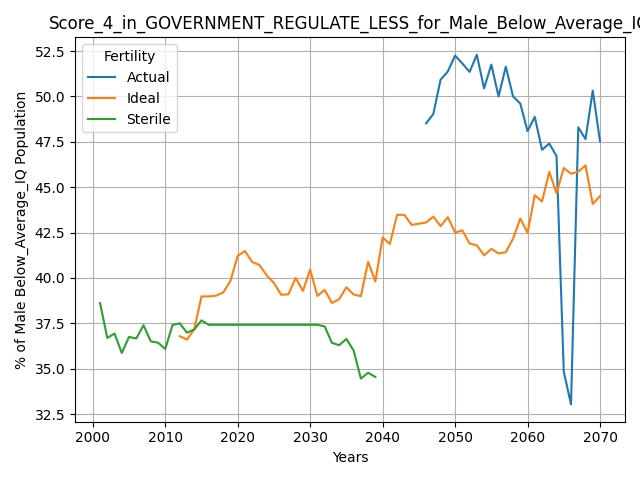 Score_4_in_GOVERNMENT_REGULATE_LESS_for_Male_Below_Average_IQ
Fertility
Actual
Ideal
Sterile
% of Male Below_Average_IQ Population
52.5
50.0
47.5
45.0
42.5
40.0
37.5
35.0
32.5
2000 2010 2020 2030 2040 2050 2060 2070
Years